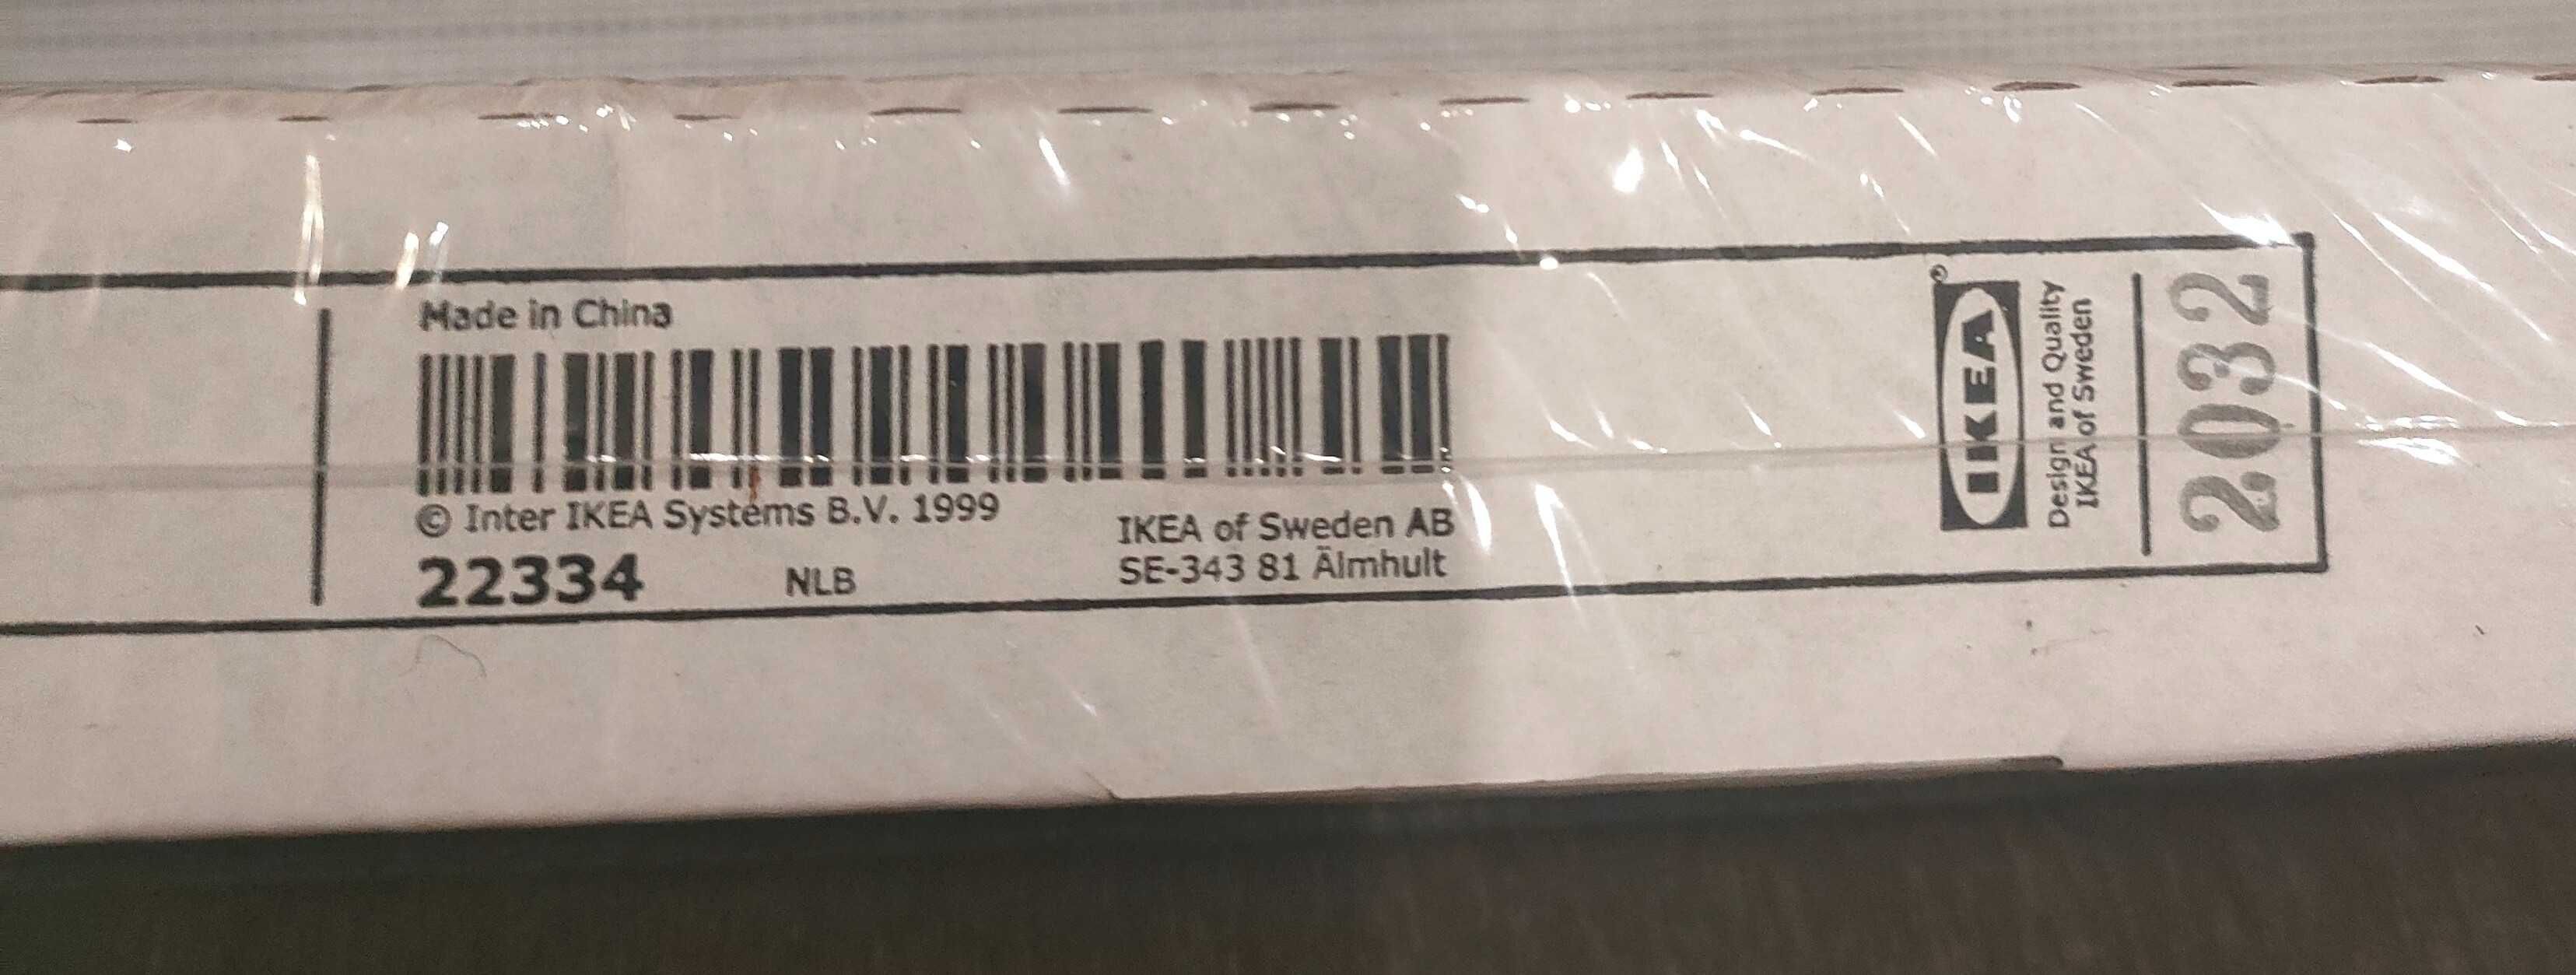 Made in China
© Inter IKEA Systems B.V. 1999
22334
NLB
IKEA of Sweden AB
SE-343 81 Älmhult
IKEA®
Design and Quality
IKEA of Sweden
2032